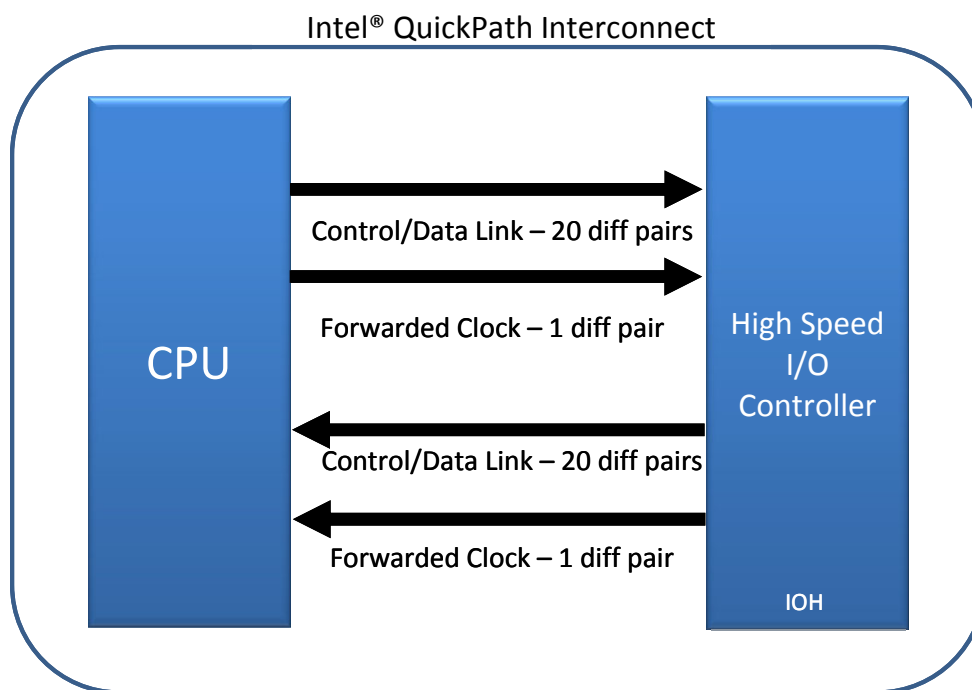 Intel® QuickPath Interconnect
CPU
Control/Data Link – 20 diff pairs
Forwarded Clock – 1 diff pair
Control/Data Link – 20 diff pairs
Forwarded Clock – 1 diff pair
High Speed
I/O
Controller
IOH